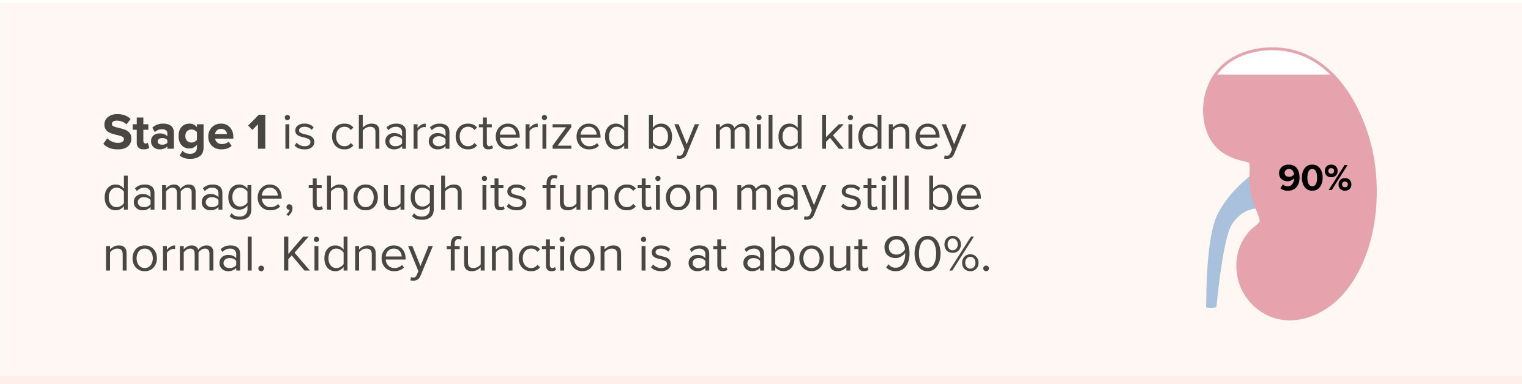 Stage 1 is characterized by mild kidney
damage, though its function may still be
normal. Kidney function is at about 90%.
90%